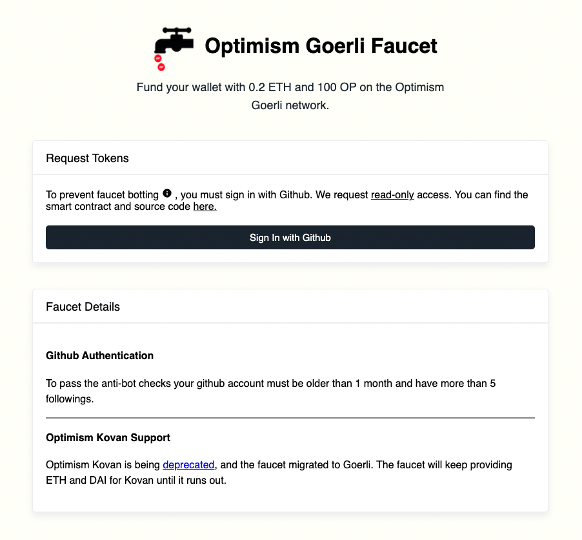 Optimism Goerli Faucet
Fund your wallet with 0.2 ETH and 100 OP on the Optimism
Goerli network.
Request Tokens
To prevent faucet botting , you must sign in with Github. We request read-only access. You can find the
smart contract and source code here.
Sign In with Github
Faucet Details
Github Authentication
To pass the anti-bot checks your github account must be older than 1 month and have more than 5
followings.
Optimism Kovan Support
Optimism Kovan is being deprecated, and the faucet migrated to Goerli. The faucet will keep providing
ETH and DAI for Kovan until it runs out.